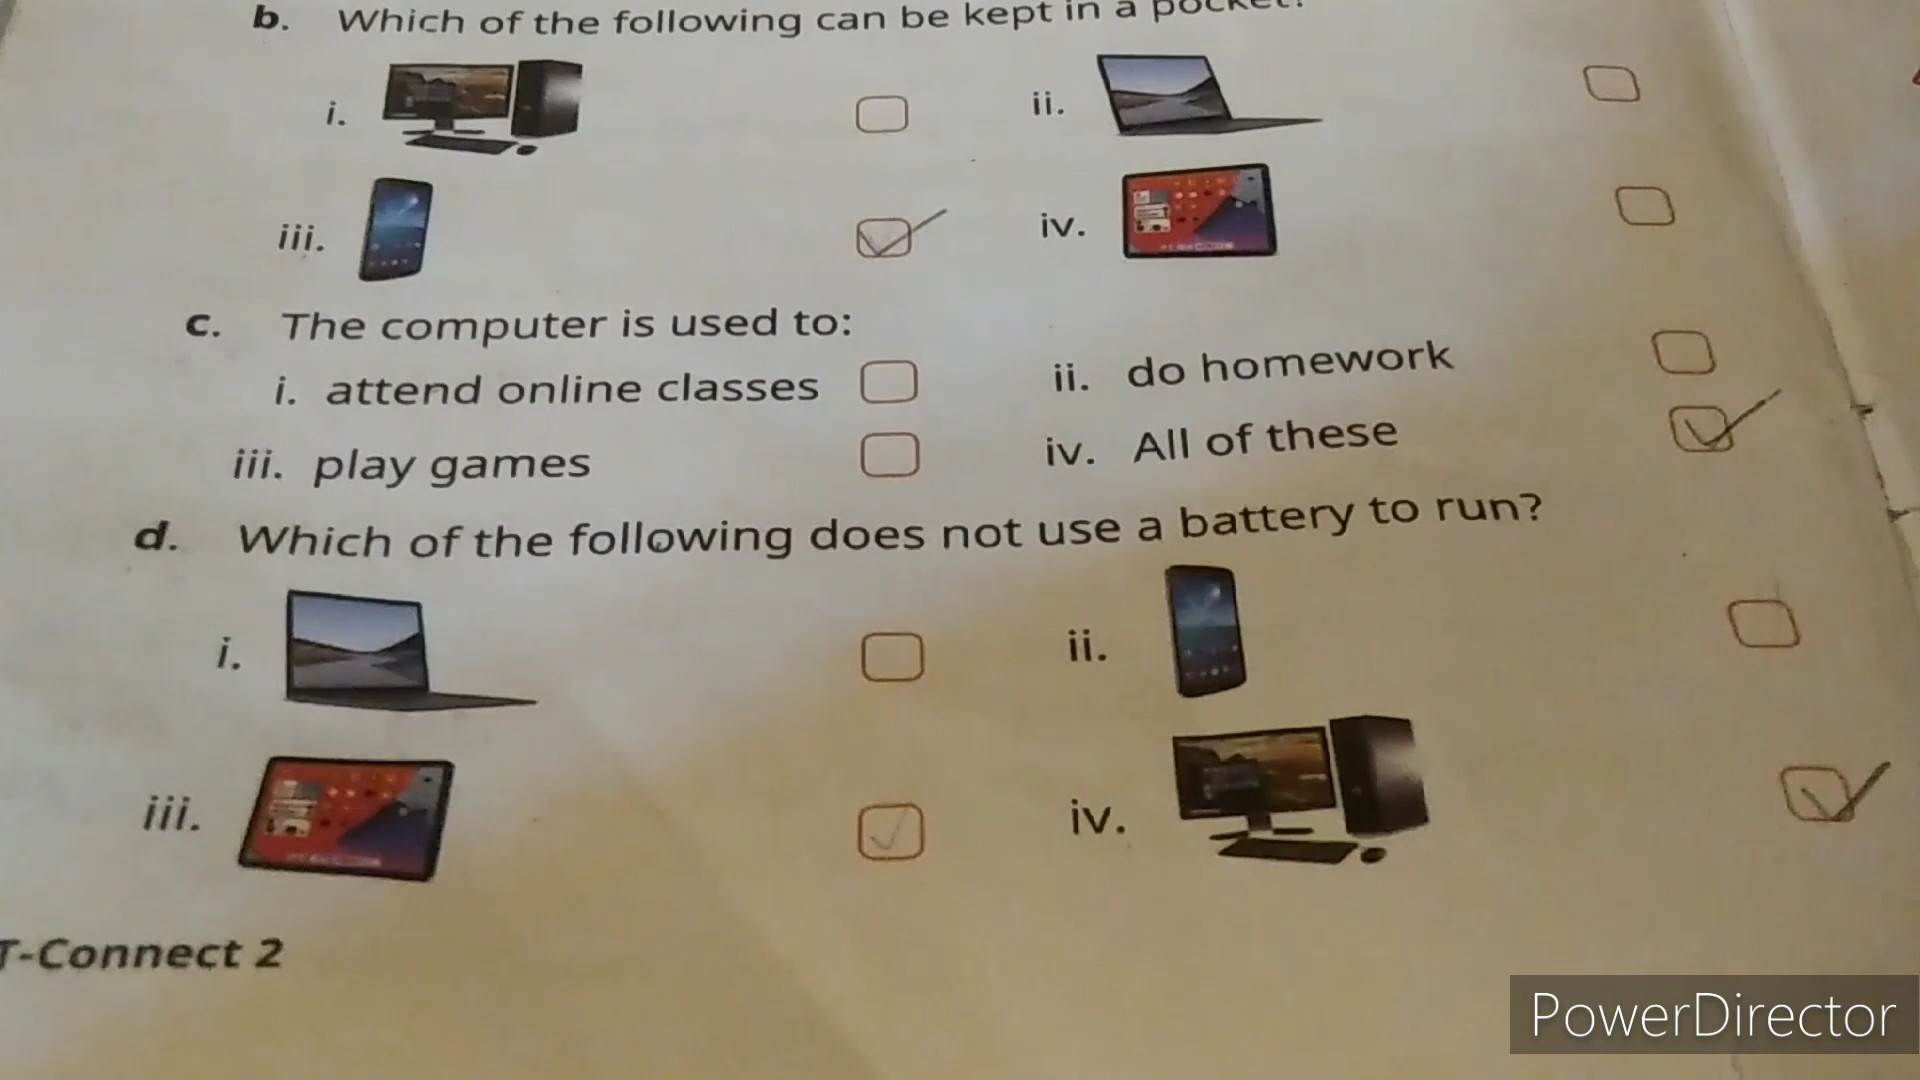 b. Which of the following can be kept in a pocket?
i. ii.
iii. iv.
c. The computer is used to:
i. attend online classes ii. do homework
iii. play games iv. All of these
d. Which of the following does not use a battery to run?
i. ii.
iii. iv.
T-Connect 2
PowerDirector